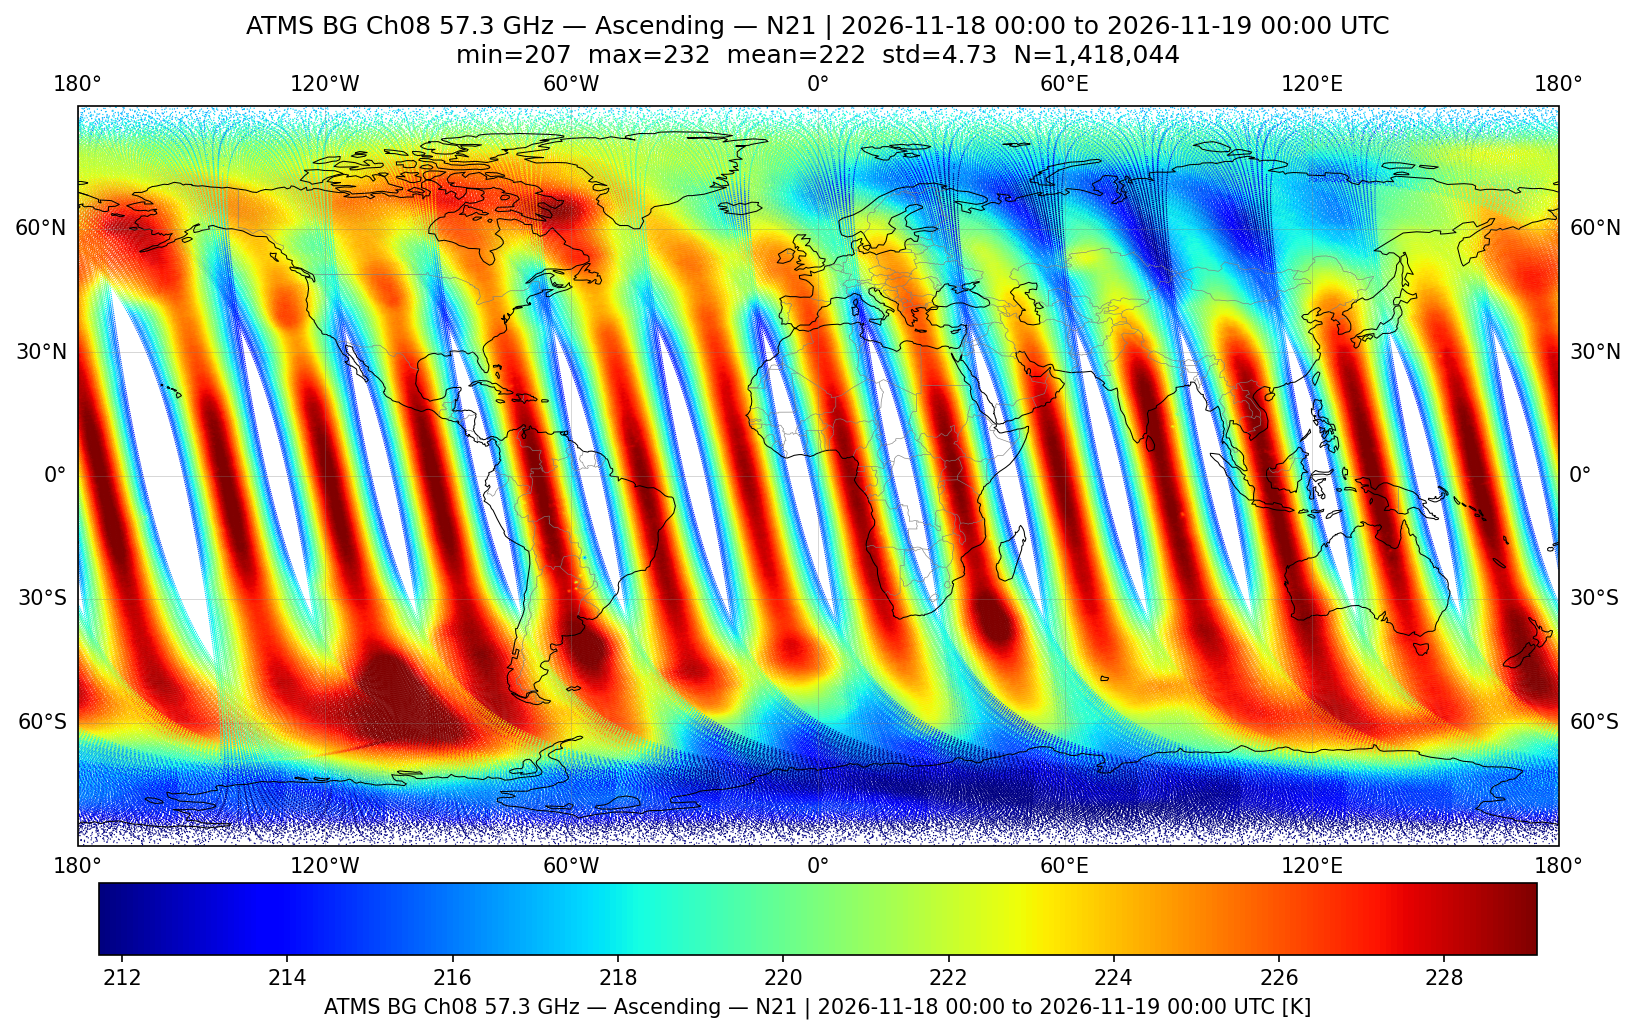 ATMS BG Ch08 57.3 GHz — Ascending — N21 | 2026-11-18 00:00 to 2026-11-19 00:00 UTC
min=207  max=232  mean=222  std=4.73  N=1,418,044
180° 120°W 60°W 0° 60°E 120°E 180°
60°N 60°N
30°N 30°N
0° 0°
30°S 30°S
60°S 60°S
180° 120°W 60°W 0° 60°E 120°E 180°
212 214 216 218 220 222 224 226 228
ATMS BG Ch08 57.3 GHz — Ascending — N21 | 2026-11-18 00:00 to 2026-11-19 00:00 UTC [K]